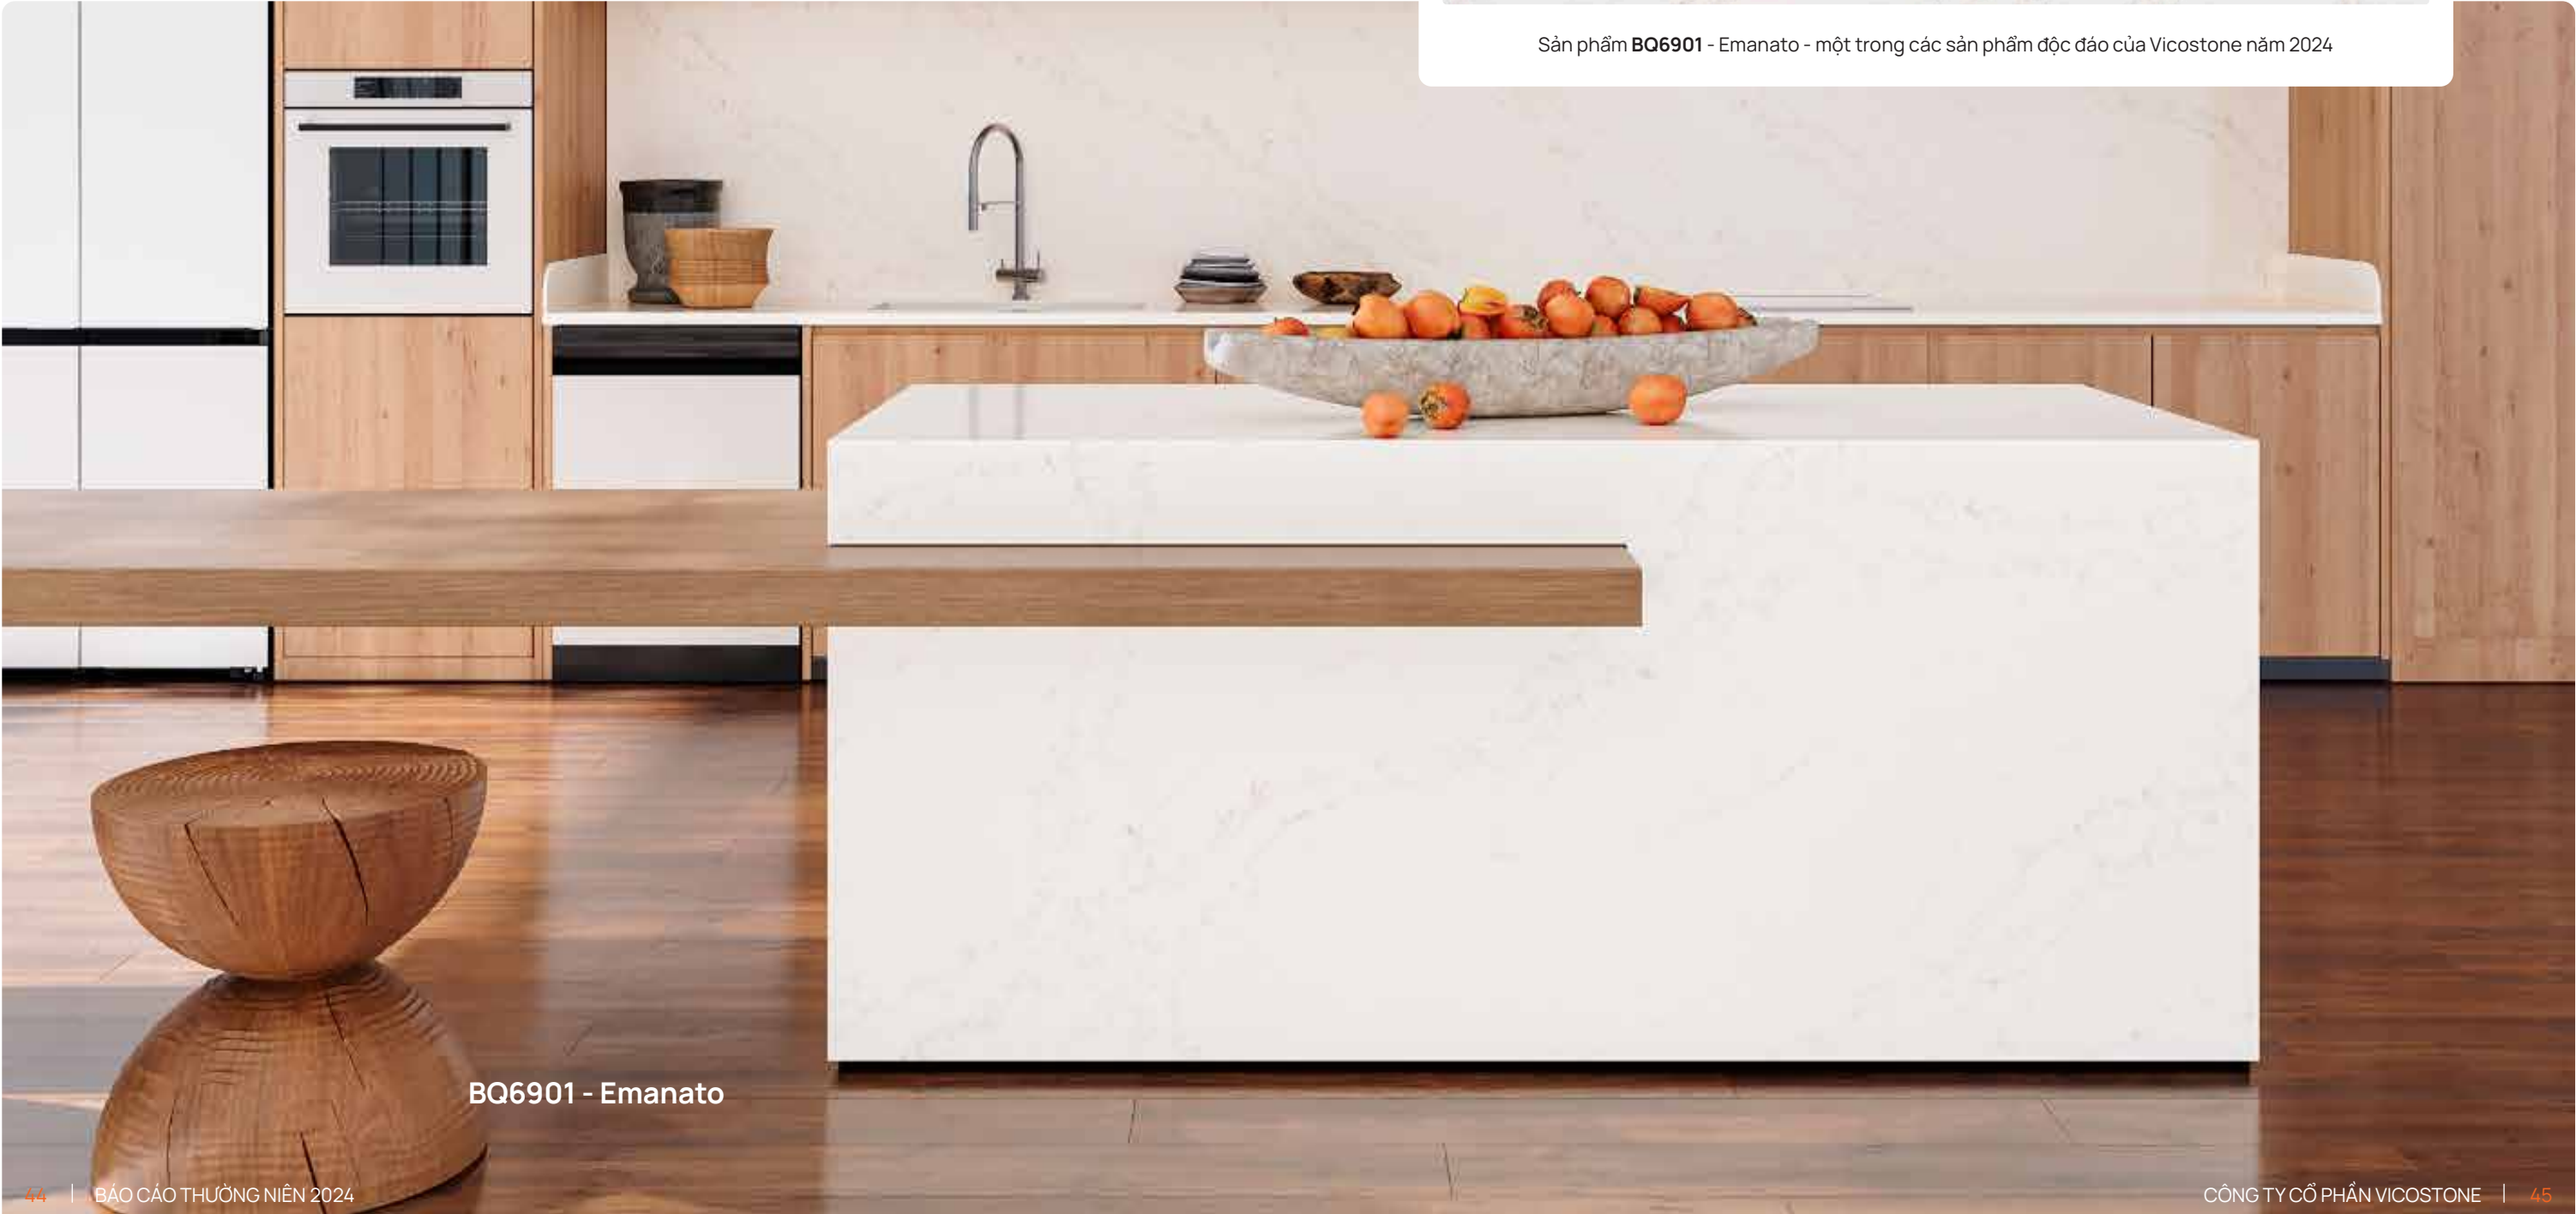 Sản phẩm BQ6901 - Emanato - một trong các sản phẩm độc đáo của Vicostone năm 2024
BQ6901 - Emanato
44 | BÁO CÁO THƯỜNG NIÊN 2024
CÔNG TY CỔ PHẦN VICOSTONE | 45